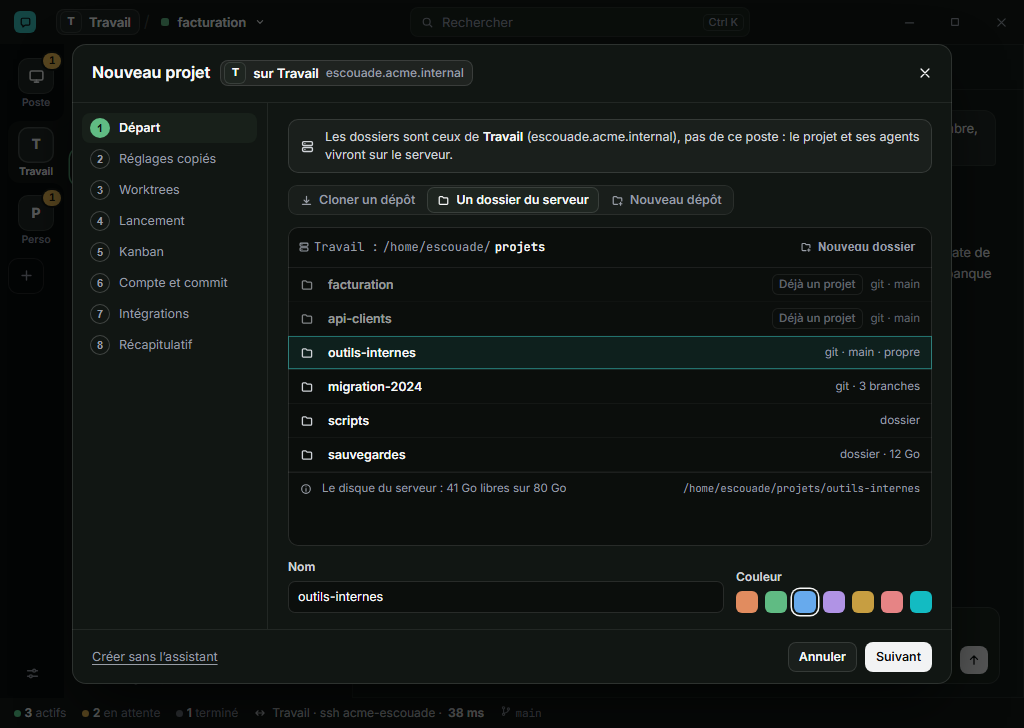 T Travail / facturation
Rechercher Ctrl K
1
Poste
T
Travail
1
P
Perso
Nouveau projet T sur Travail escouade.acme.internal
1 Départ
2 Réglages copiés
3 Worktrees
4 Lancement
5 Kanban
6 Compte et commit
7 Intégrations
8 Récapitulatif
Les dossiers sont ceux de Travail (escouade.acme.internal), pas de ce poste : le projet et ses agents
vivront sur le serveur.
Cloner un dépôt Un dossier du serveur Nouveau dépôt
Travail : /home/escouade/ projets Nouveau dossier
facturation Déjà un projet git · main
api-clients Déjà un projet git · main
outils-internes git · main · propre
migration-2024 git · 3 branches
scripts dossier
sauvegardes dossier · 12 Go
Le disque du serveur : 41 Go libres sur 80 Go /home/escouade/projets/outils-internes
Nom
outils-internes
Couleur
Créer sans l'assistant Annuler Suivant
ate de
3 actifs 2 en attente 1 terminé Travail · ssh acme-escouade · 38 ms main